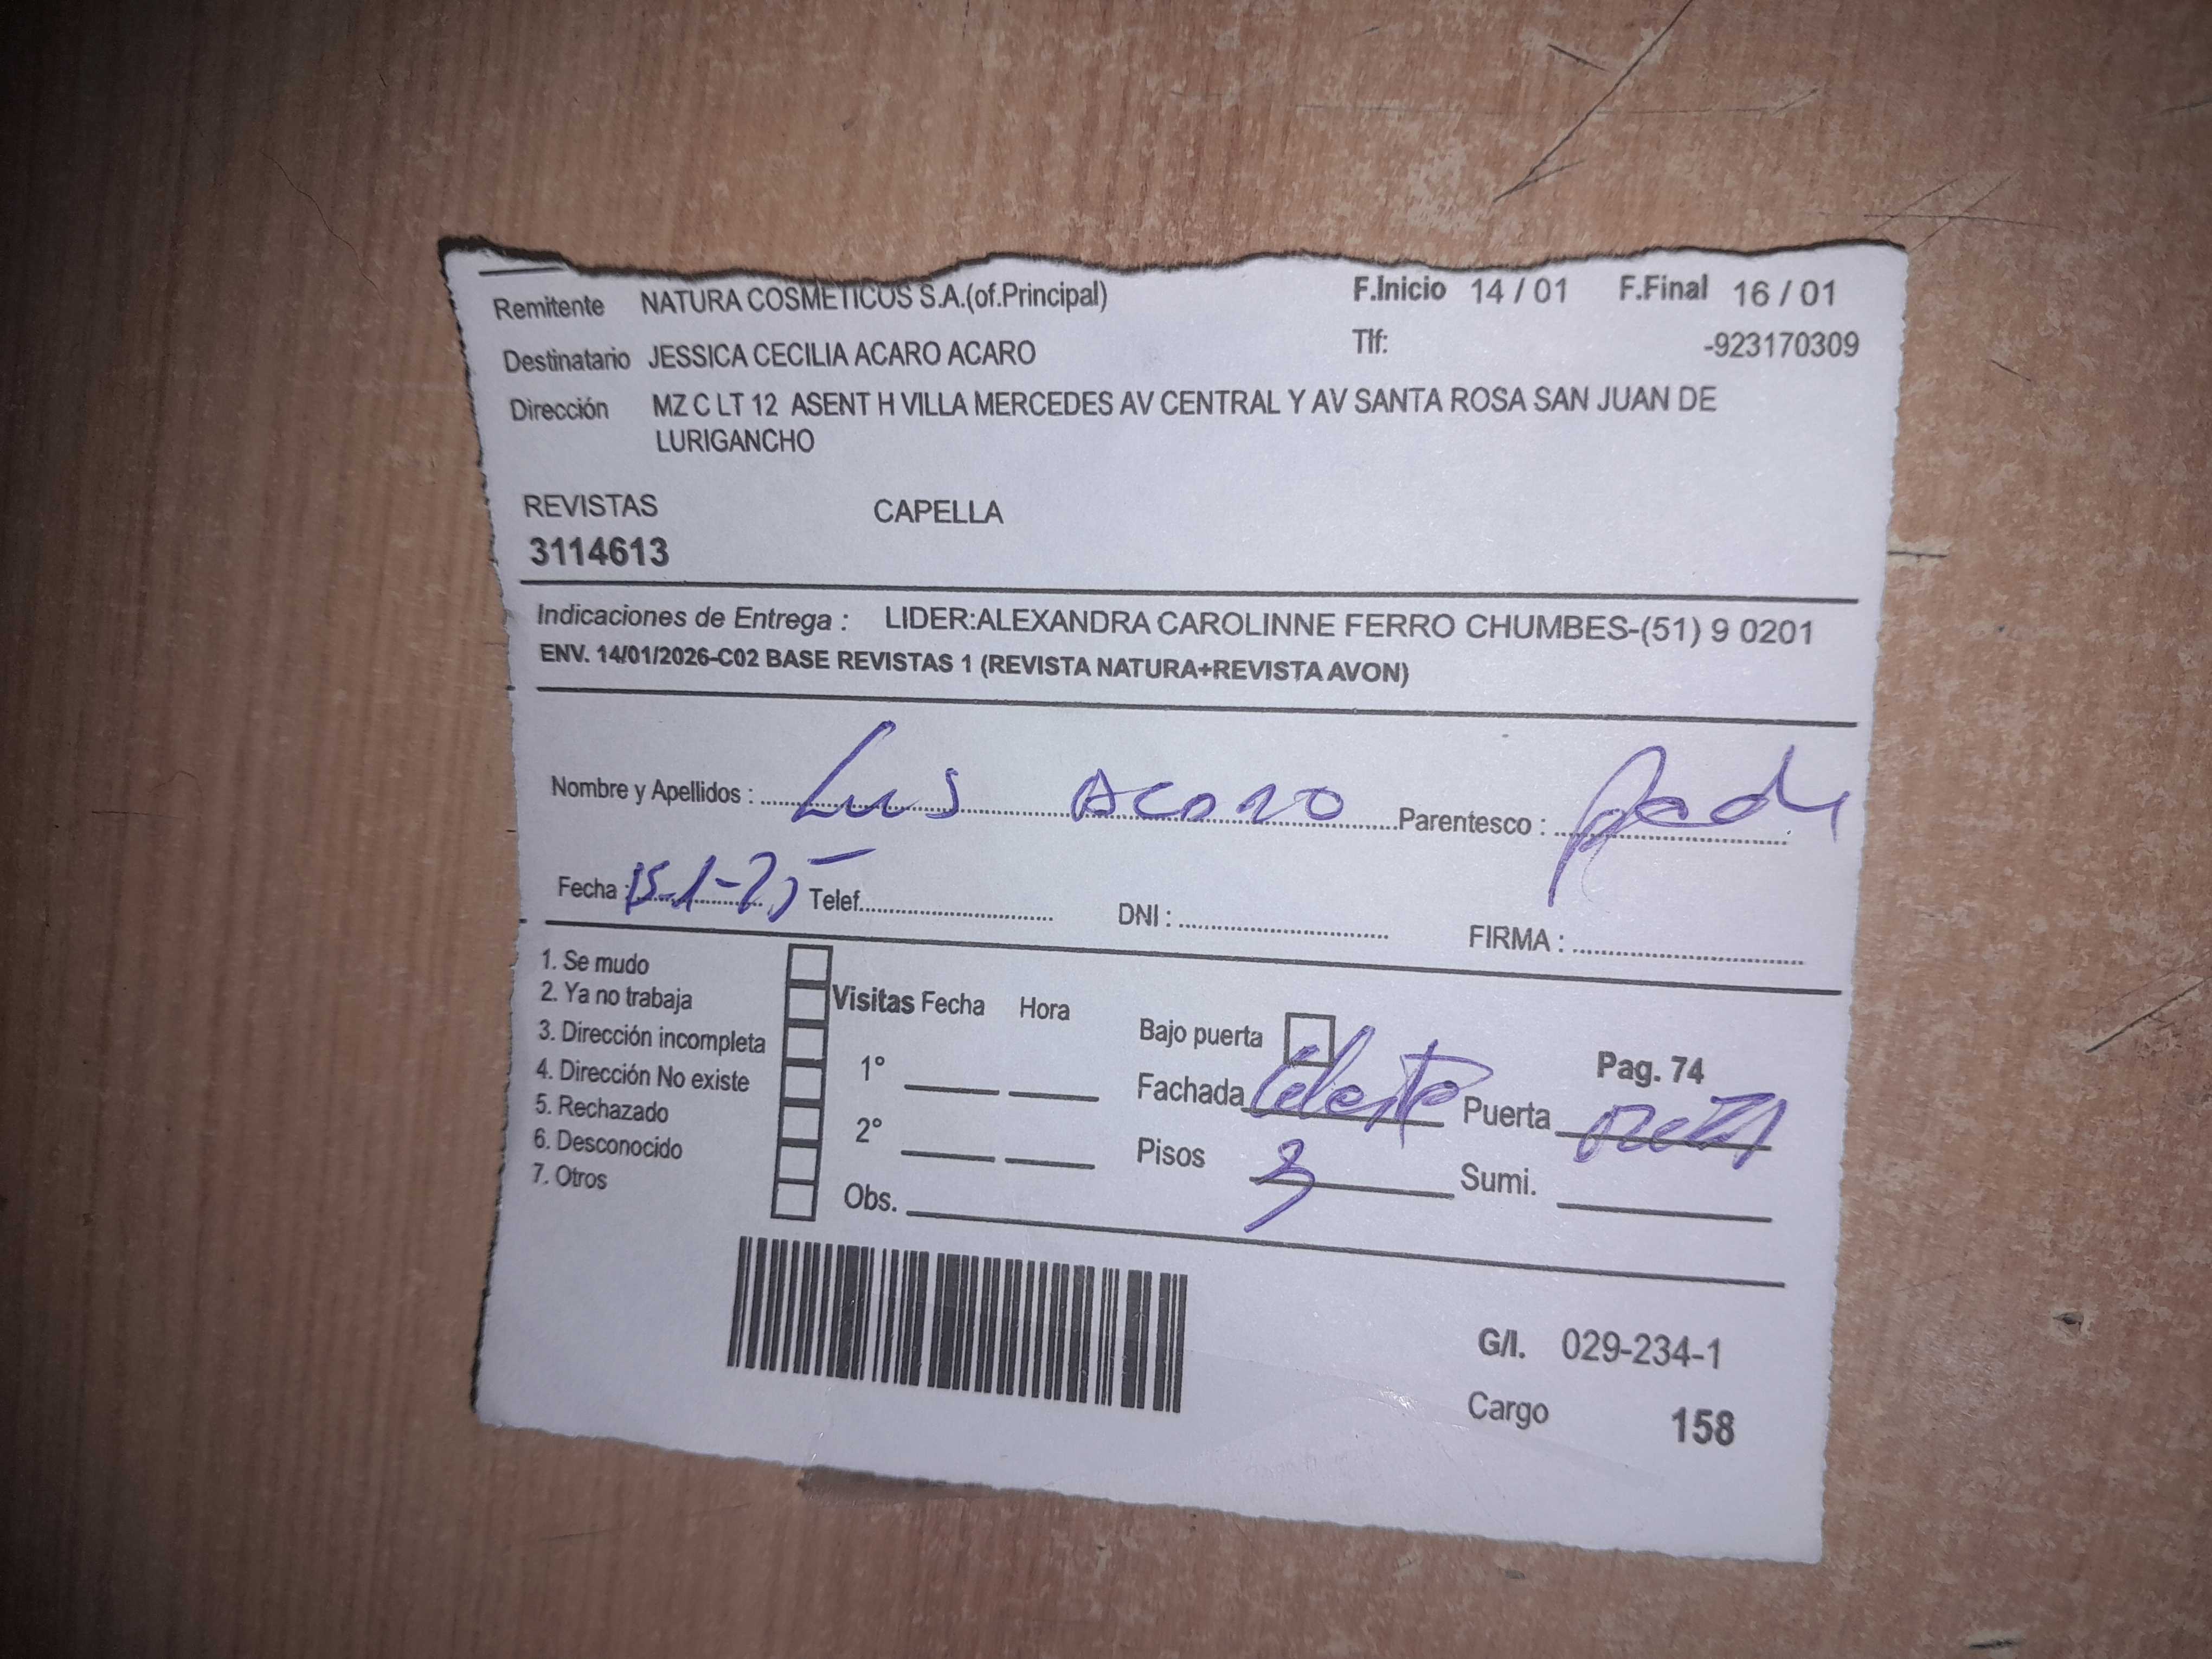 Remitente NATURA COSMETICOS S.A.(of.Principal) F.Inicio 14 / 01 F.Final 16 / 01
Destinatario JESSICA CECILIA ACARO ACARO Tlf: -923170309
Dirección MZ C LT 12 ASENT H VILLA MERCEDES AV CENTRAL Y AV SANTA ROSA SAN JUAN DE
LURIGANCHO
REVISTAS CAPELLA
3114613
Indicaciones de Entrega : LIDER:ALEXANDRA CAROLINNE FERRO CHUMBES-(51) 9 0201
ENV. 14/01/2026-C02 BASE REVISTAS 1 (REVISTA NATURA+REVISTA AVON)
Nombre y Apellidos : Luis Acaro Parentesco :
Fecha : Telef. DNI : FIRMA :
1. Se mudo
2. Ya no trabaja Visitas Fecha Hora Bajo puerta
3. Dirección incompleta Pag. 74
4. Dirección No existe 1° Fachada Celeste Puerta
5. Rechazado
6. Desconocido 2° Pisos 3 Sumi.
7. Otros Obs.
G/I. 029-234-1
Cargo 158